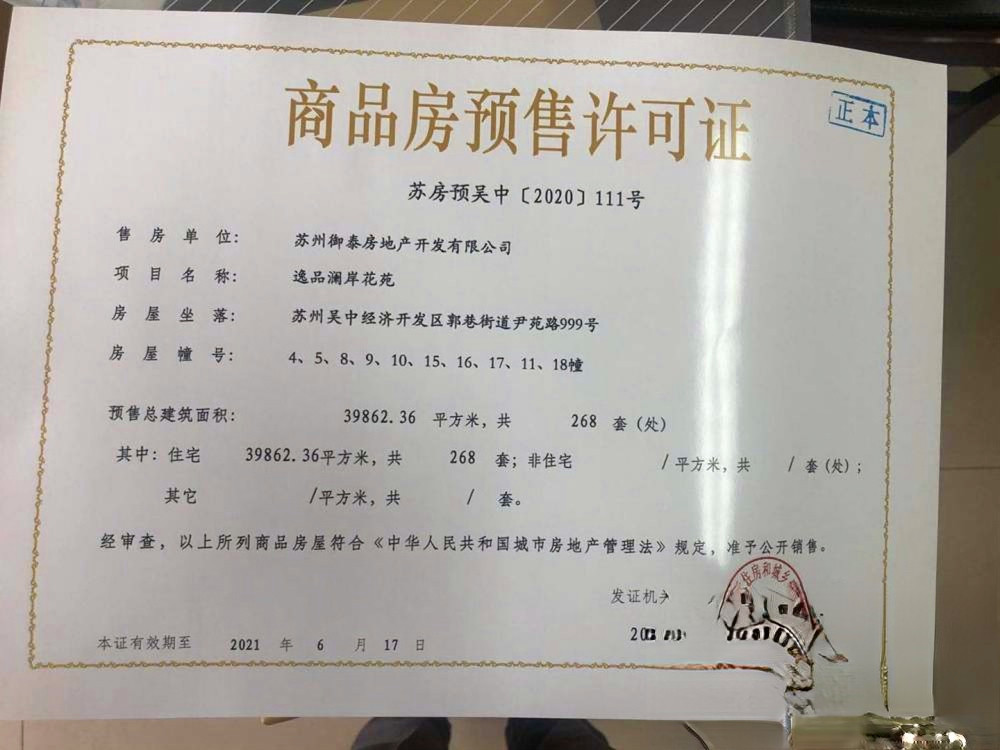 商品房预售许可证
正本
苏房预吴中〔2020〕111号
售房单位： 苏州御泰房地产开发有限公司
项目名称： 逸品澜岸花苑
房屋坐落： 苏州吴中经济开发区郭巷街道尹苑路999号
房屋幢号： 4、5、8、9、10、15、16、17、11、18幢
预售总建筑面积： 39862.36 平方米，共 268 套（处）
其中：住宅 39862.36平方米，共 268 套；非住宅 / 平方米，共 / 套（处）；
其它 /平方米，共 / 套。
经审查，以上所列商品房屋符合《中华人民共和国城市房地产管理法》规定，准予公开销售。
住房和城乡
发证机
本证有效期至 2021 年 6 月 17 日